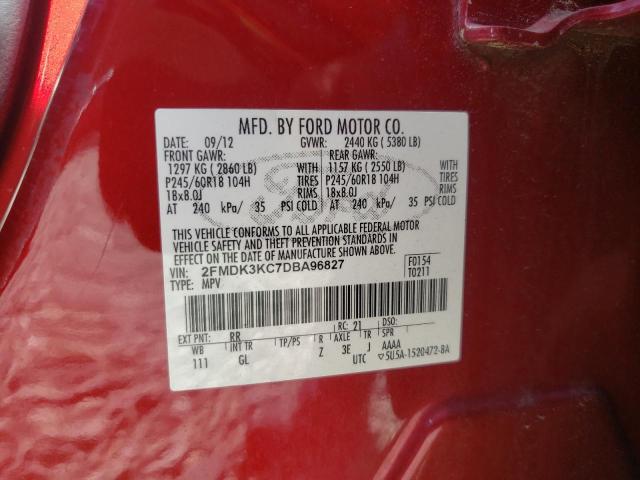 MFD. BY FORD MOTOR CO.
DATE: 09/12 GVWR: 2440 KG ( 5380 LB)
FRONT GAWR: REAR GAWR:
1297 KG ( 2860 LB) WITH 1157 KG ( 2550 LB) WITH
P245/60R18 104H TIRES P245/60R18 104H TIRES
18x8.0J RIMS 18x8.0J RIMS
AT 240 kPa/ 35 PSI COLD AT 240 kPa/ 35 PSI COLD
THIS VEHICLE CONFORMS TO ALL APPLICABLE FEDERAL MOTOR
VEHICLE SAFETY AND THEFT PREVENTION STANDARDS IN
EFFECT ON THE DATE OF MANUFACTURE SHOWN ABOVE.
VIN: 2FMDK3KC7DBA96827 F0154
TYPE: MPV T0211
EXT PNT: RR RC: 21 DSO:
WB INT TR TP/PS R AXLE TR SPR
111 GL Z 3E J AAAA
UTC ▽5U5A-1520472-BA
Ford